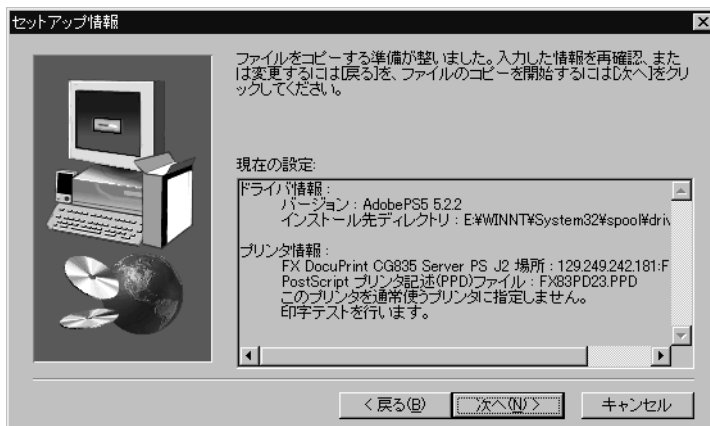 セットアップ情報
ファイルをコピーする準備が整いました。入力した情報を再確認、また
は変更するには[戻る]を、ファイルのコピーを開始するには[次へ]をクリ
ックしてください。
現在の設定:
ドライバ情報 :
バージョン : AdobePS5 5.2.2
インストール先ディレクトリ : E:¥WINNT¥System32¥spool¥driv
プリンタ情報 :
FX DocuPrint CG835 Server PS J2 場所 : 129.249.242.181:F
PostScript プリンタ記述(PPD)ファイル : FX83PD23.PPD
このプリンタを通常使うプリンタに指定しません。
印字テストを行います。
< 戻る(B) 次へ(N) > キャンセル